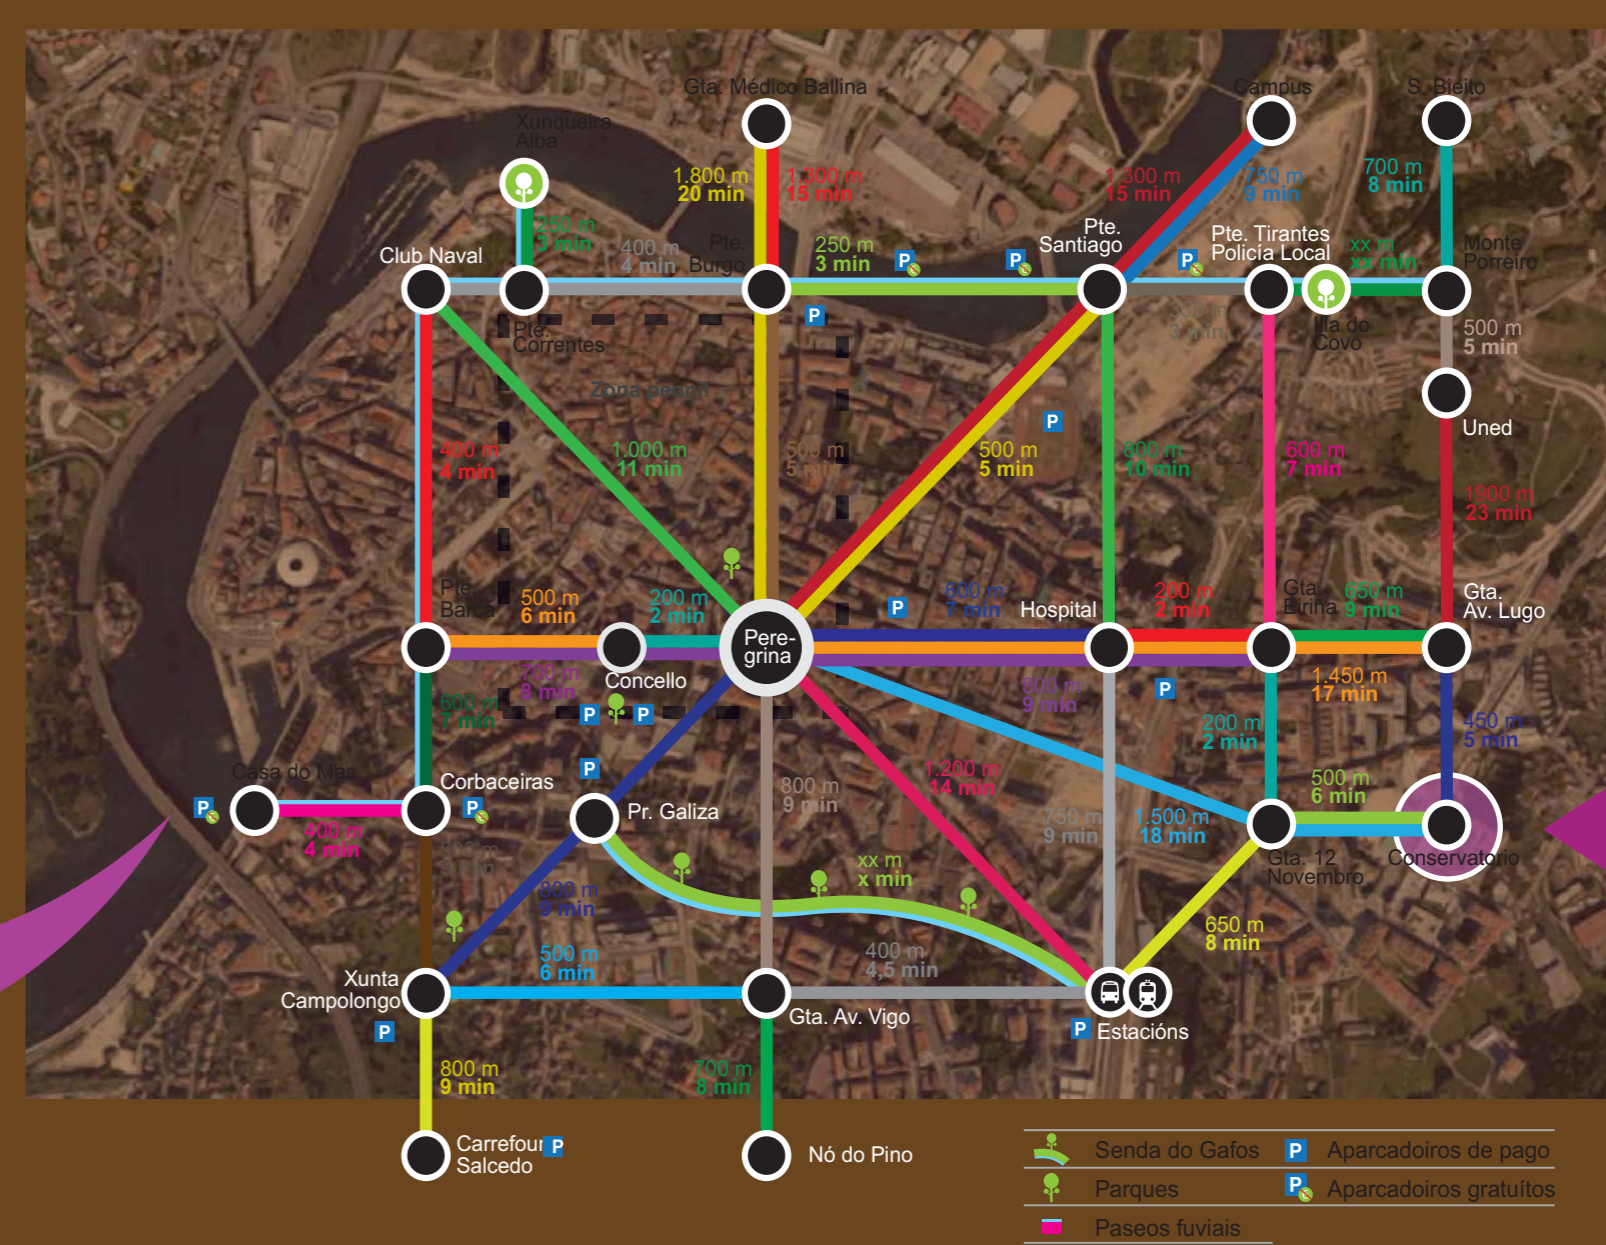 Gta. Médico Ballina
Campus
S. Bieito
Xunqueira
Alba
1.800 m
20 min
1.300 m
15 min
1.300 m
15 min
750 m
9 min
700 m
8 min
250 m
3 min
Club Naval
400 m
4 min
Pte.
Burgo
250 m
3 min
P
P
Pte.
Santiago
P
Pte. Tirantes
Policía Local
xx m
xx min
Monte
Porreiro
P
Pte.
Correntes
3 min
Illa do
Covo
500 m
5 min
Zona peonil
P
Uned
400 m
4 min
1.000 m
11 min
500 m
5 min
500 m
5 min
800 m
10 min
600 m
7 min
1900 m
23 min
Pte.
Barca
500 m
6 min
200 m
2 min
P
600 m
7 min
Hospital
200 m
2 min
Gta.
Eirina
650 m
9 min
Gta.
Av. Lugo
Pere-
grina
700 m
8 min
Concello
800 m
9 min
P
1.450 m
17 min
600 m
7 min
P
P
200 m
2 min
450 m
5 min
Casa do Mar
Corbaceiras
P
800 m
9 min
1.200 m
14 min
500 m
6 min
P
P
Pr. Galiza
750 m
9 min
1.500 m
18 min
400 m
4 min
Gta. 12
Novembro
Conservatorio
xx m
x min
800 m
9 min
650 m
8 min
500 m
6 min
400 m
4,5 min
Xunta
Campolongo
P
Gta. Av. Vigo
P
Estacións
800 m
9 min
700 m
8 min
Carrefour P
Salcedo
Nó do Pino
Senda do Gafos
P Aparcadoiros de pago
Parques
P Aparcadoiros gratuítos
Paseos fuviais